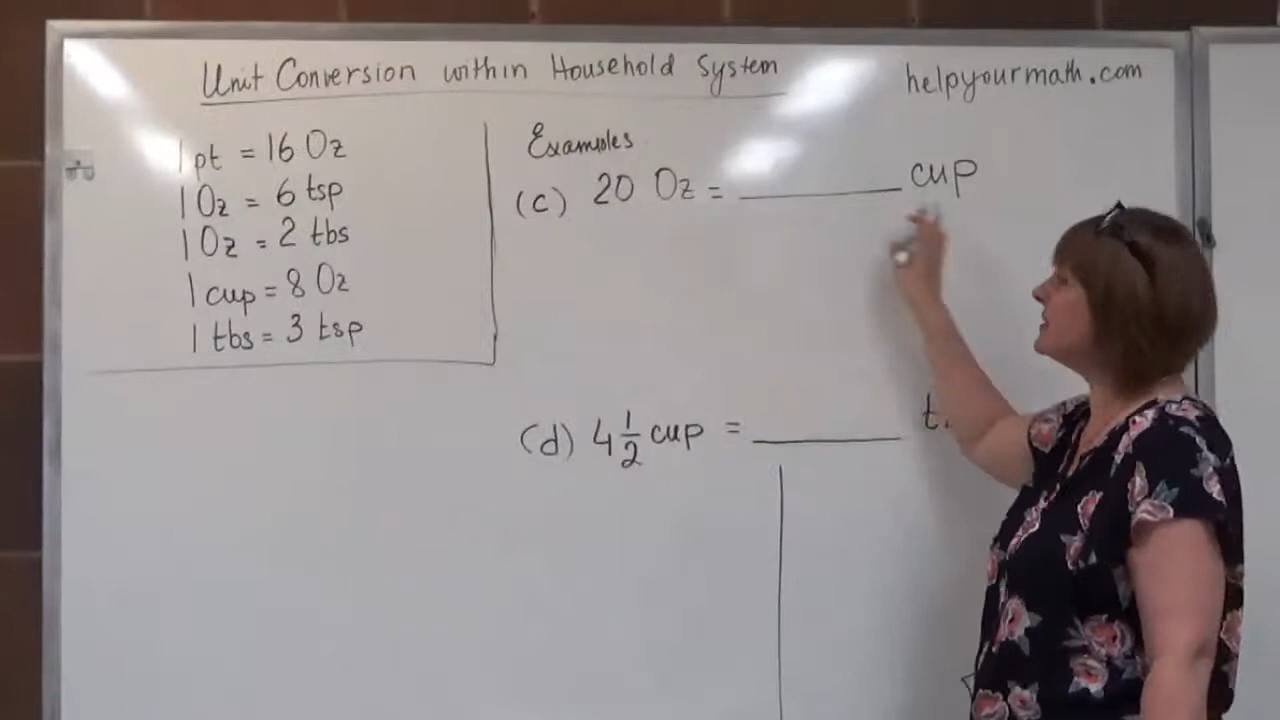 Unit Conversion within Household System
helpyourmath.com
1 pt = 16 Oz
1 Oz = 6 tsp
1 Oz = 2 tbs
1 cup = 8 Oz
1 tbs = 3 tsp
Examples
(c) 20 Oz = ________ cup
(d) 4 1/2 cup = ________ t